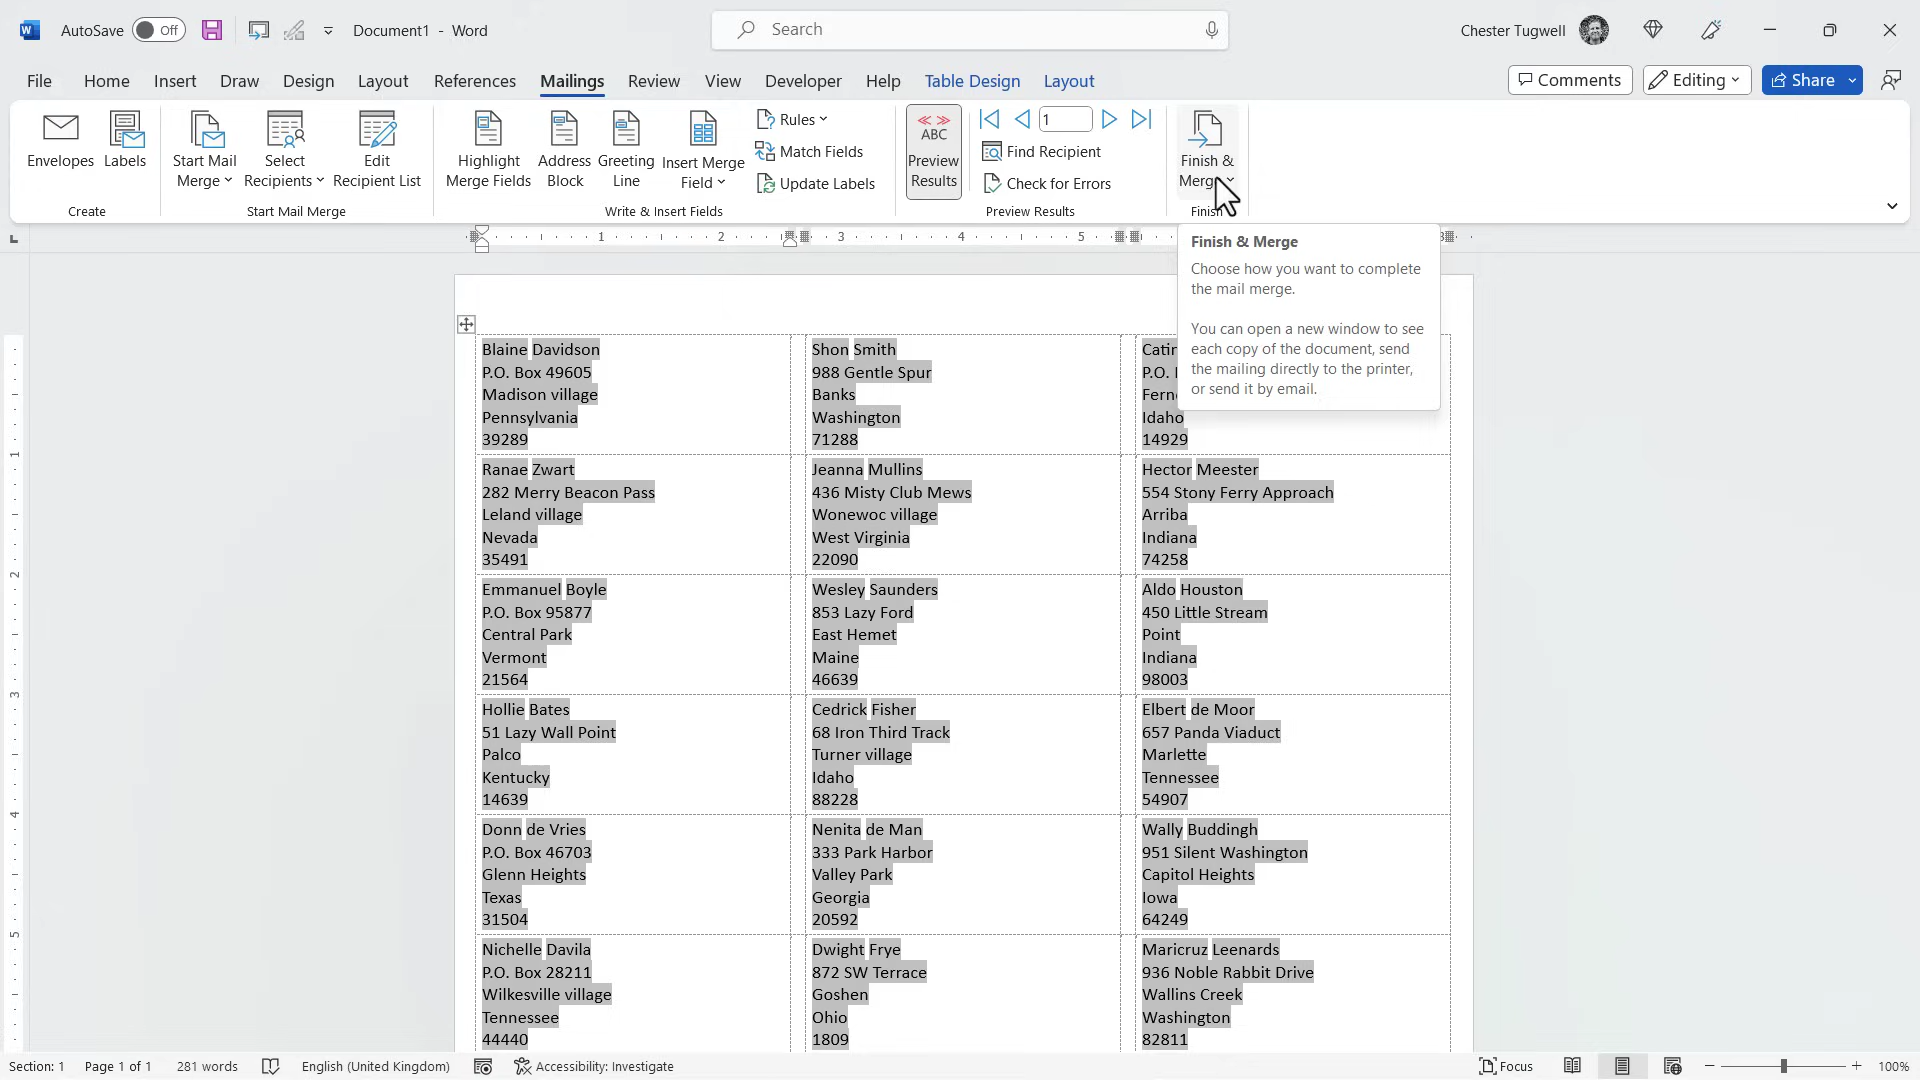 AutoSave Off Document1 - Word Search Chester Tugwell
File Home Insert Draw Design Layout References Mailings Review View Developer Help Table Design Layout Comments Editing Share
Envelopes
Labels
Start Mail
Merge
Select
Recipients
Edit
Recipient List
Highlight
Merge Fields
Address
Block
Greeting
Line
Insert Merge
Field
Rules
Match Fields
Update Labels
ABC
Preview
Results
1
Find Recipient
Check for Errors
Finish &
Merge
Create
Start Mail Merge
Write & Insert Fields
Preview Results
Finish
1 2 3 4 5
Finish & Merge
Choose how you want to complete
the mail merge.
You can open a new window to see
each copy of the document, send
the mailing directly to the printer,
or send it by email.
Blaine Davidson
P.O. Box 49605
Madison village
Pennsylvania
39289
Shon Smith
988 Gentle Spur
Banks
Washington
71288
Idaho
14929
Ranae Zwart
282 Merry Beacon Pass
Leland village
Nevada
35491
Jeanna Mullins
436 Misty Club Mews
Wonewoc village
West Virginia
22090
Hector Meester
554 Stony Ferry Approach
Arriba
Indiana
74258
Emmanuel Boyle
P.O. Box 95877
Central Park
Vermont
21564
Wesley Saunders
853 Lazy Ford
East Hemet
Maine
46639
Aldo Houston
450 Little Stream
Point
Indiana
98003
Hollie Bates
51 Lazy Wall Point
Palco
Kentucky
14639
Cedrick Fisher
68 Iron Third Track
Turner village
Idaho
88228
Elbert de Moor
657 Panda Viaduct
Marlette
Tennessee
54907
Donn de Vries
P.O. Box 46703
Glenn Heights
Texas
31504
Nenita de Man
333 Park Harbor
Valley Park
Georgia
20592
Wally Buddingh
951 Silent Washington
Capitol Heights
Iowa
64249
Nichelle Davila
P.O. Box 28211
Wilkesville village
Tennessee
44440
Dwight Frye
872 SW Terrace
Goshen
Ohio
1809
Maricruz Leenards
936 Noble Rabbit Drive
Wallins Creek
Washington
82811
1
2
3
4
5
Section: 1 Page 1 of 1 281 words English (United Kingdom) Accessibility: Investigate Focus 100%